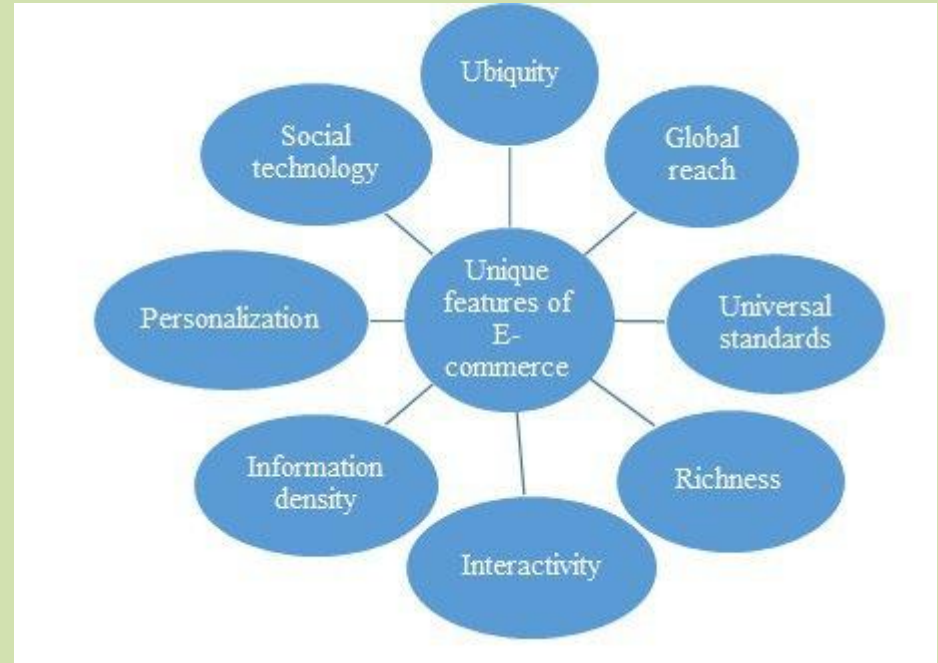 Ubiquity
Social
technology
Global
reach
Unique
features of
E-
commerce
Personalization
Universal
standards
Information
density
Richness
Interactivity